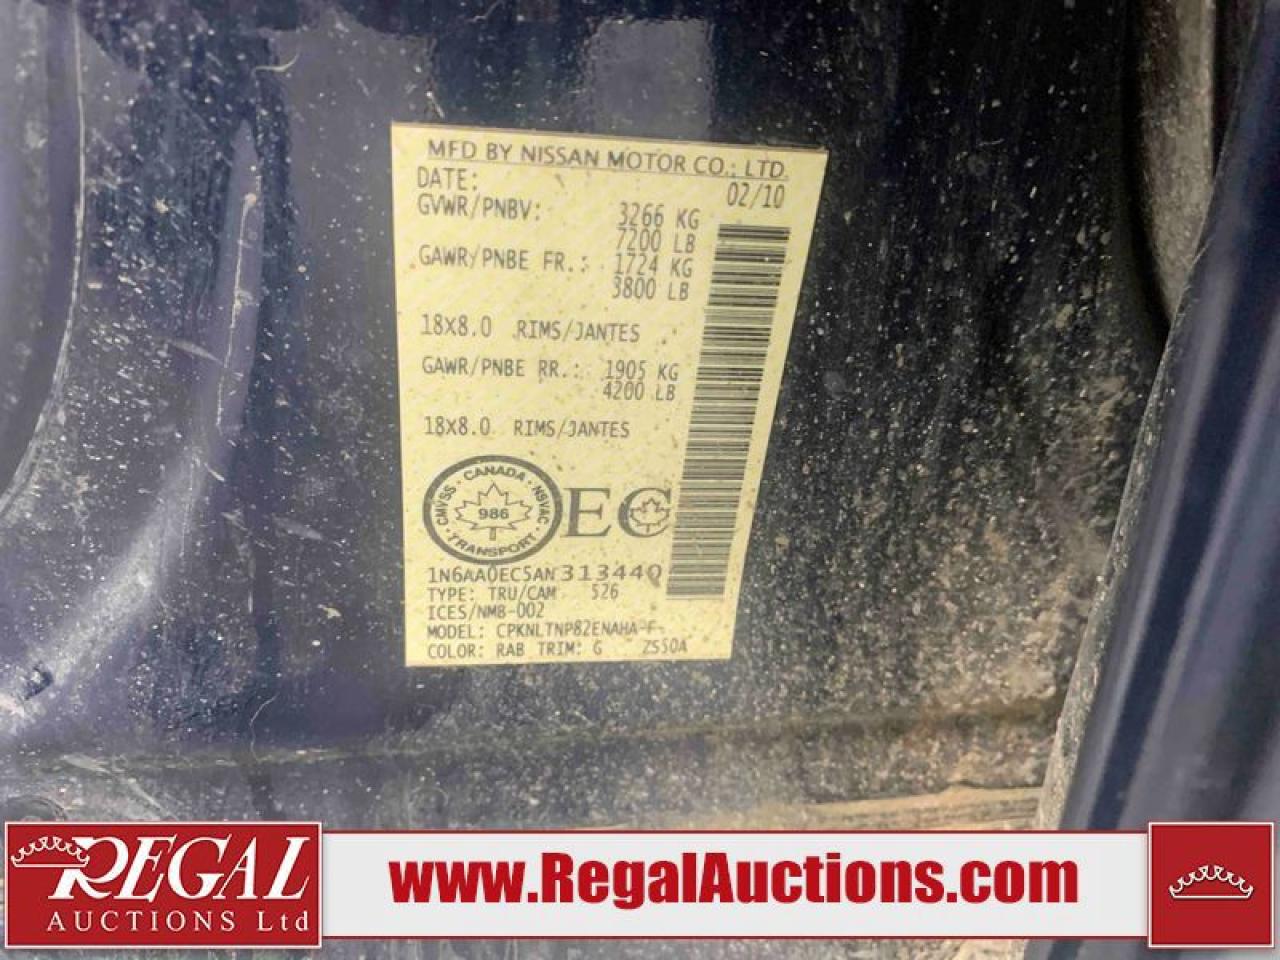 MFD BY NISSAN MOTOR CO., LTD.
DATE: 02/10
GVWR/PNBV: 3266 KG
7200 LB
GAWR/PNBE FR.: 1724 KG
3800 LB
18X8.0 RIMS/JANTES
GAWR/PNBE RR.: 1905 KG
4200 LB
18X8.0 RIMS/JANTES
CANADA · NSVAC · TRANSPORT · CMVSS
986
EC
1N6AA0EC5AN313440
TYPE: TRU/CAM 526
ICES/NMB-002
MODEL: CPKNLTNP82ENAHA-F-
COLOR: RAB TRIM: G ZS50A
REGAL
AUCTIONS Ltd
www.RegalAuctions.com